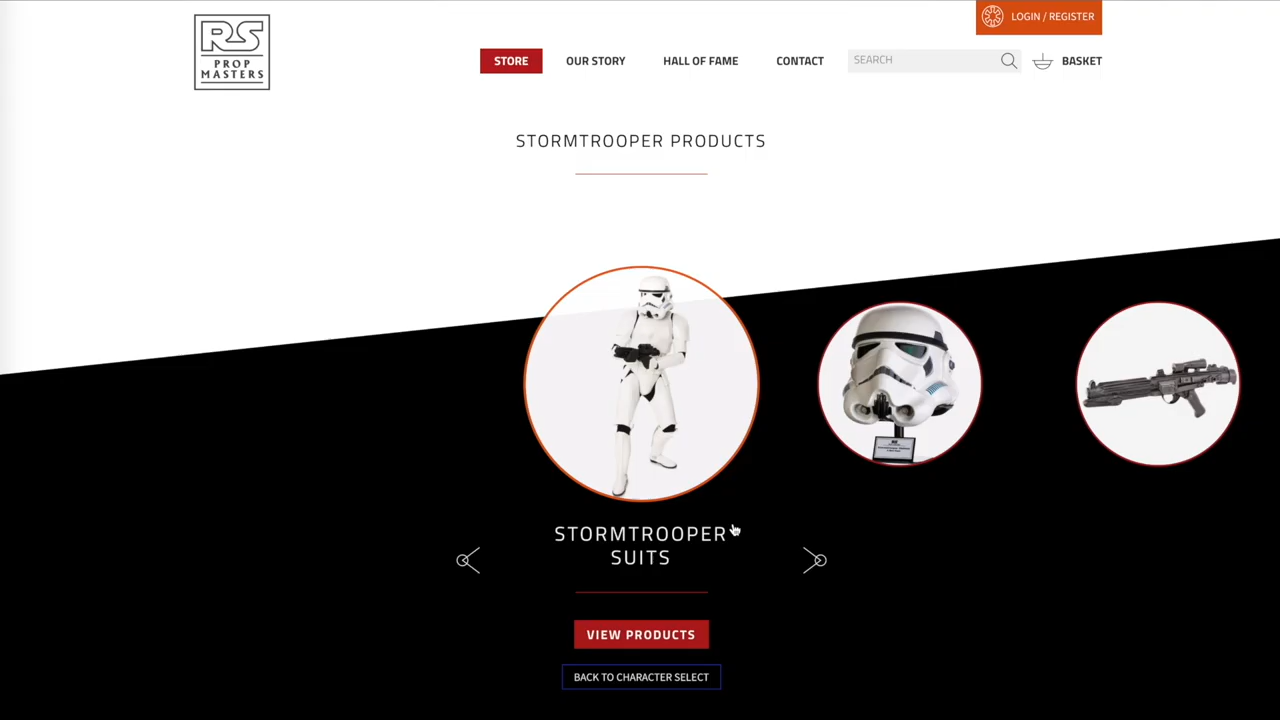 LOGIN / REGISTER
RS
PROP
MASTERS
STORE
OUR STORY
HALL OF FAME
CONTACT
SEARCH
BASKET
STORMTROOPER PRODUCTS
STORMTROOPER
SUITS
VIEW PRODUCTS
BACK TO CHARACTER SELECT